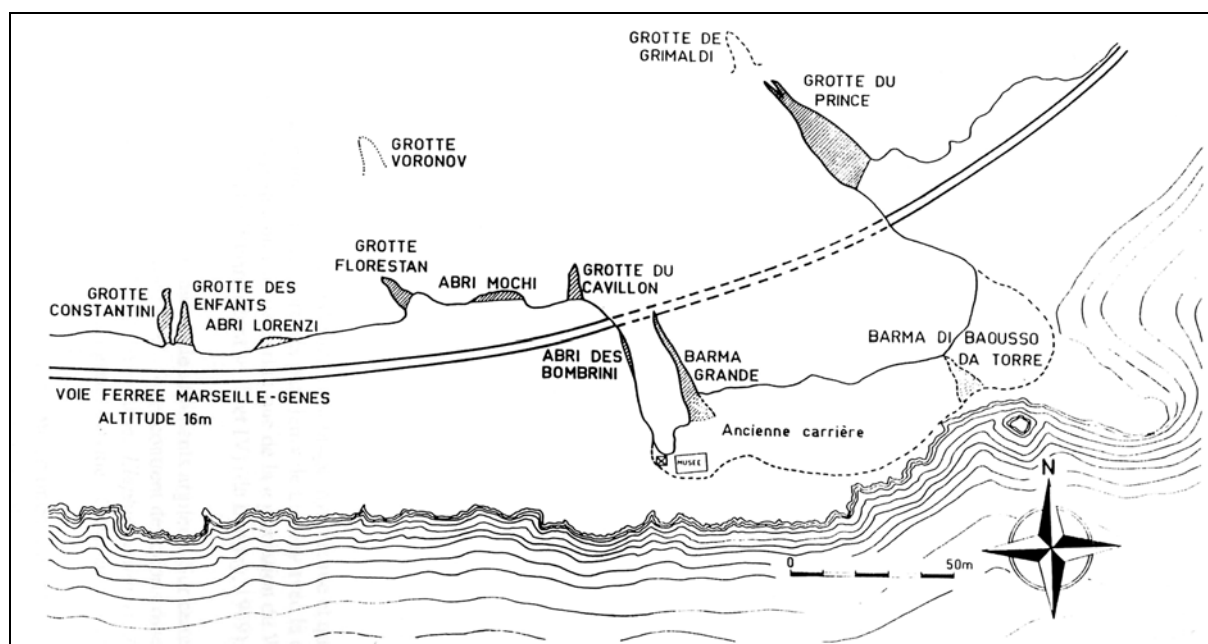 GROTTE DE
GRIMALDI
GROTTE DU
PRINCE
GROTTE
VORONOV
GROTTE
FLORESTAN
ABRI MOCHI
GROTTE DU
CAVILLON
GROTTE
CONSTANTINI
GROTTE DES
ENFANTS
ABRI LORENZI
ABRI DES
BOMBRINI
BARMA
GRANDE
BARMA DI BAOUSSO
DA TORRE
VOIE FERREE MARSEILLE-GENES
ALTITUDE 16m
Ancienne carrière
MUSEE
N
0 50m